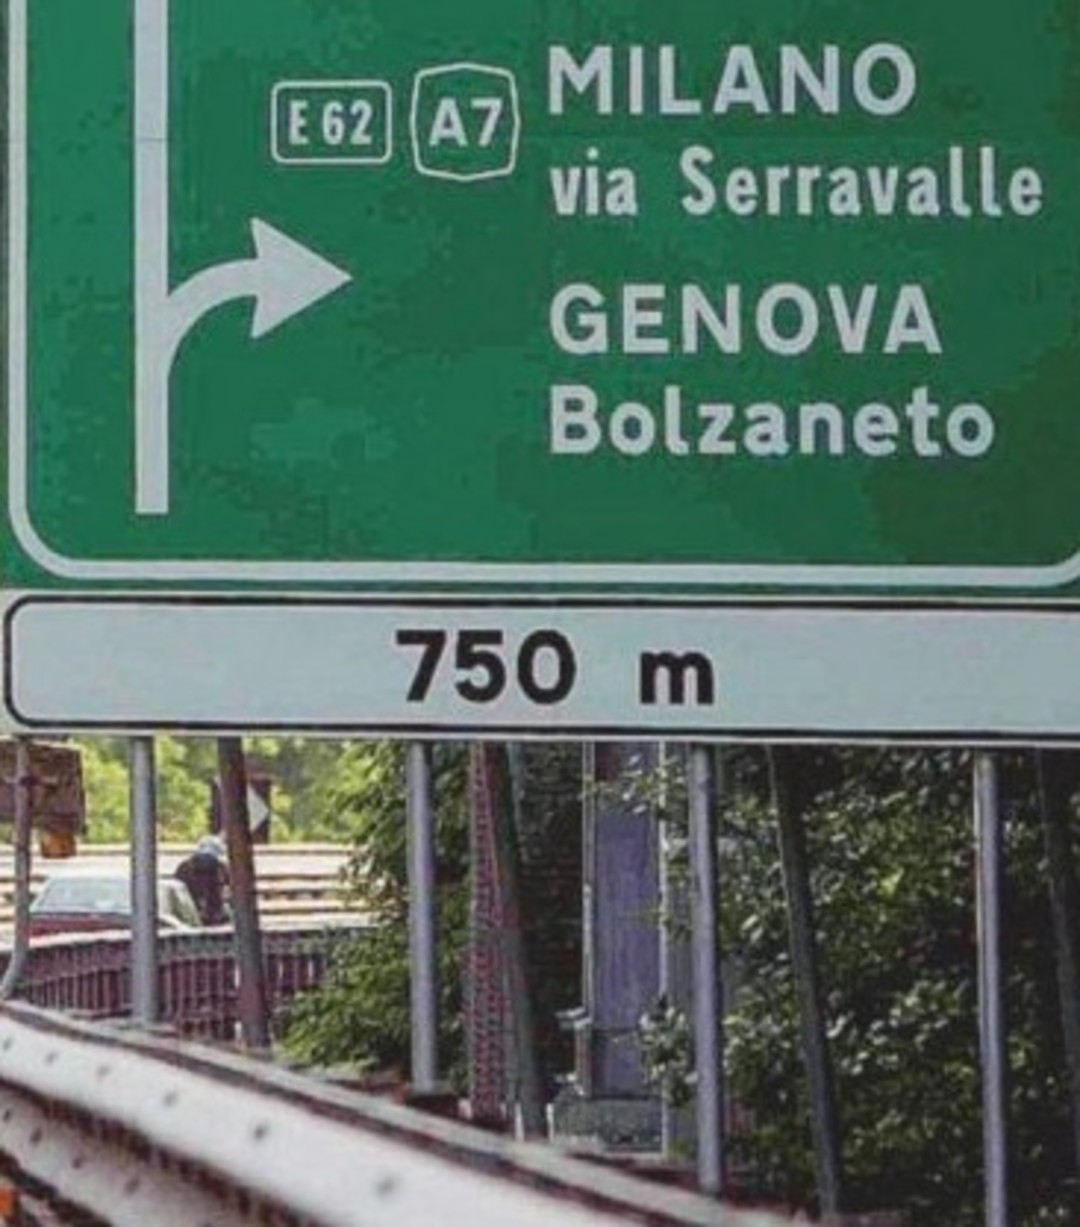 E 62 A7 MILANO
via Serravalle
GENOVA
Bolzaneto
750 m